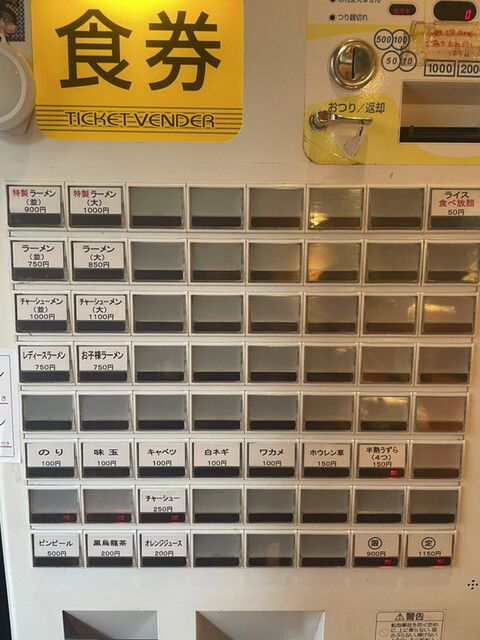 食券
TICKET VENDER
つり銭切れ
0
500 100
50 10
1000
おつり／返却
特製ラーメン
(並)
900円
特製ラーメン
(大)
1000円
ライス
食べ放題
50円
ラーメン
(並)
750円
ラーメン
(大)
850円
チャーシューメン
(並)
1000円
チャーシューメン
(大)
1100円
レディースラーメン
750円
お子様ラーメン
750円
のり
100円
味玉
100円
キャベツ
100円
白ネギ
100円
ワカメ
100円
ホウレン草
150円
半熟うずら
(4つ)
150円
チャーシュー
250円
ビンビール
500円
黒烏龍茶
200円
オレンジジュース
200円
限
900円
定
1150円
⚠警告